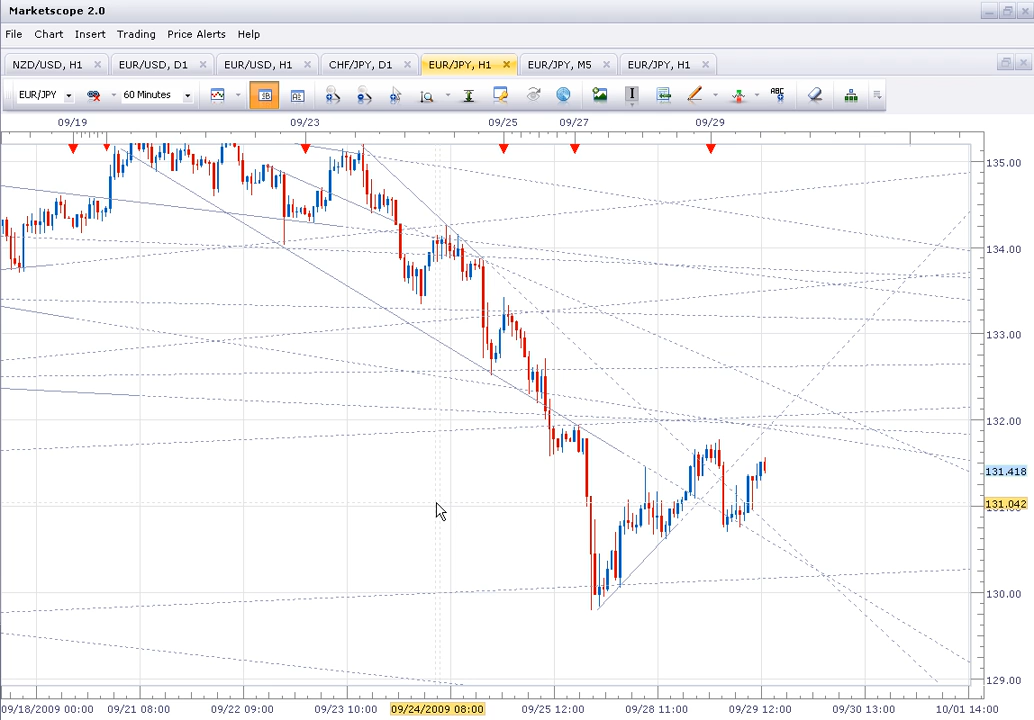 Marketscope 2.0
File Chart Insert Trading Price Alerts Help
NZD/USD, H1 EUR/USD, D1 EUR/USD, H1 CHF/JPY, D1 EUR/JPY, H1 EUR/JPY, M5 EUR/JPY, H1
EUR/JPY 60 Minutes ABC
09/19 09/23 09/25 09/27 09/29
135.00
134.00
133.00
132.00
131.418
131.042
130.00
129.00
09/18/2009 00:00 09/21 08:00 09/22 09:00 09/23 10:00 09/24/2009 08:00 09/25 12:00 09/28 11:00 09/29 12:00 09/30 13:00 10/01 14:00